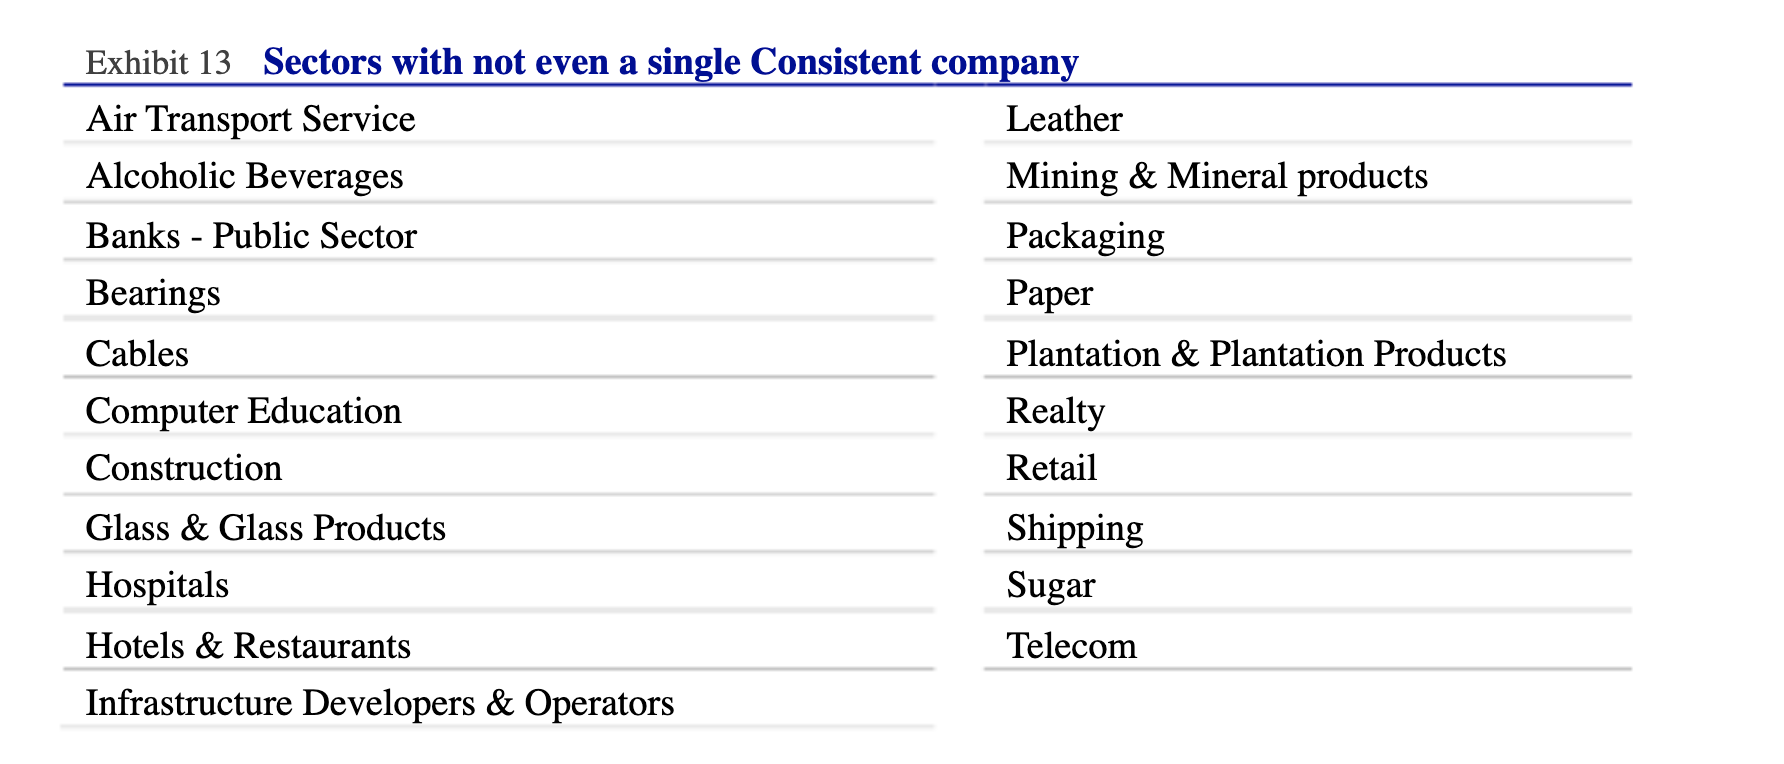 Exhibit 13 Sectors with not even a single Consistent company
Air Transport Service
Alcoholic Beverages
Banks - Public Sector
Bearings
Cables
Computer Education
Construction
Glass & Glass Products
Hospitals
Hotels & Restaurants
Infrastructure Developers & Operators
Leather
Mining & Mineral products
Packaging
Paper
Plantation & Plantation Products
Realty
Retail
Shipping
Sugar
Telecom